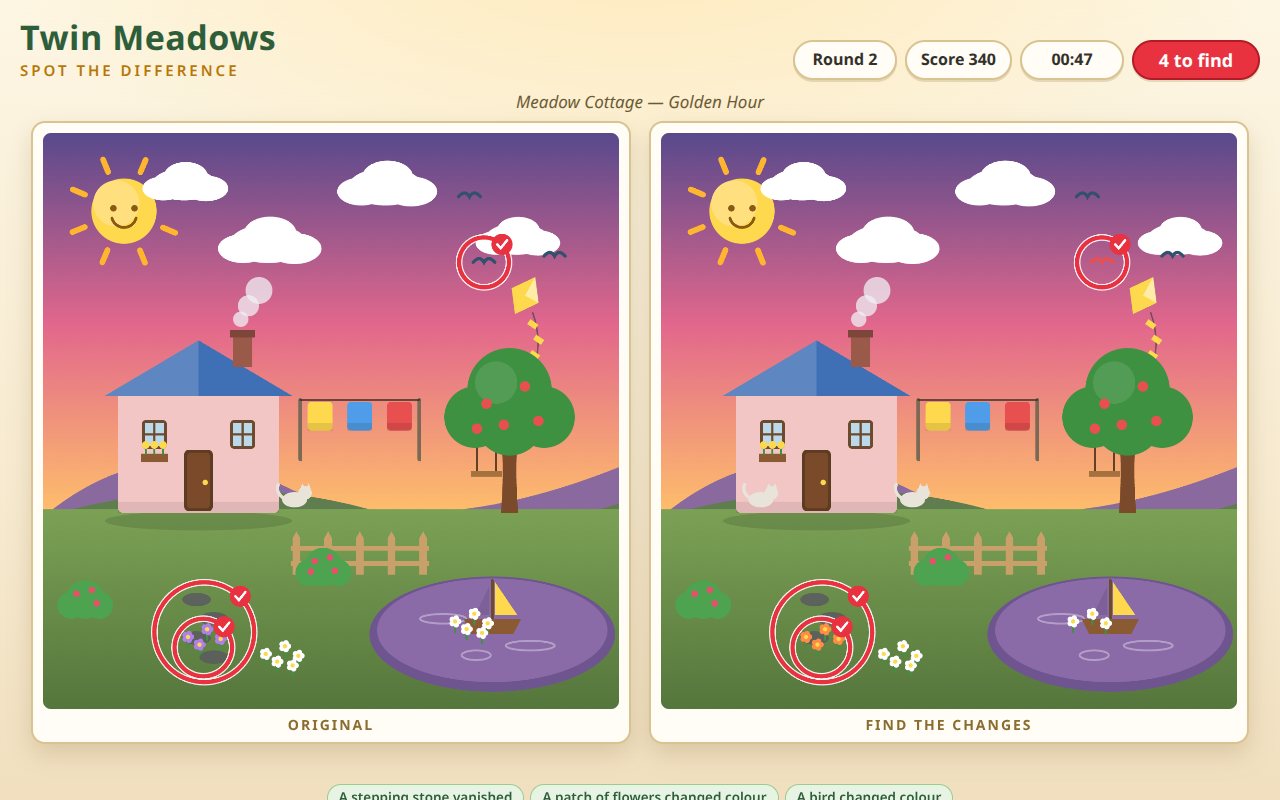 Twin Meadows
SPOT THE DIFFERENCE
Round 2
Score 340
00:47
4 to find
Meadow Cottage — Golden Hour
ORIGINAL
FIND THE CHANGES
A stepping stone vanished
A patch of flowers changed colour
A bird changed colour